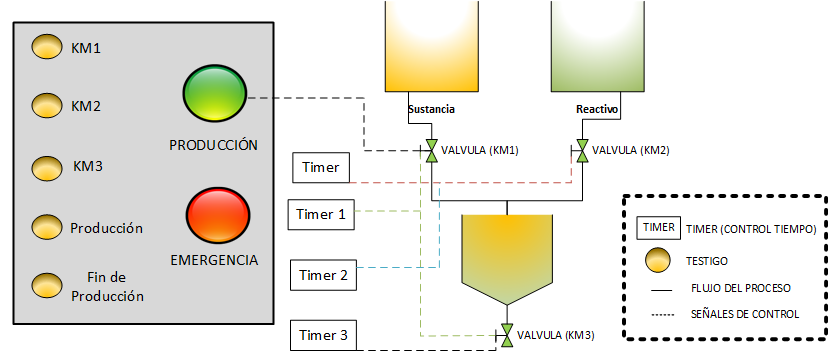 KM1
KM2
KM3
Producción
Fin de
Producción
PRODUCCIÓN
EMERGENCIA
Sustancia
Reactivo
VALVULA (KM1)
VALVULA (KM2)
Timer
Timer 1
Timer 2
Timer 3
VALVULA (KM3)
TIMER
TIMER (CONTROL TIEMPO)
TESTIGO
FLUJO DEL PROCESO
SEÑALES DE CONTROL